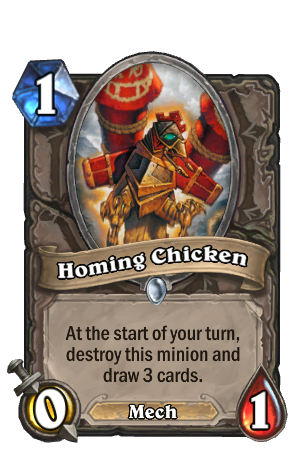 1
Homing Chicken
At the start of your turn,
destroy this minion and
draw 3 cards.
0
Mech
1